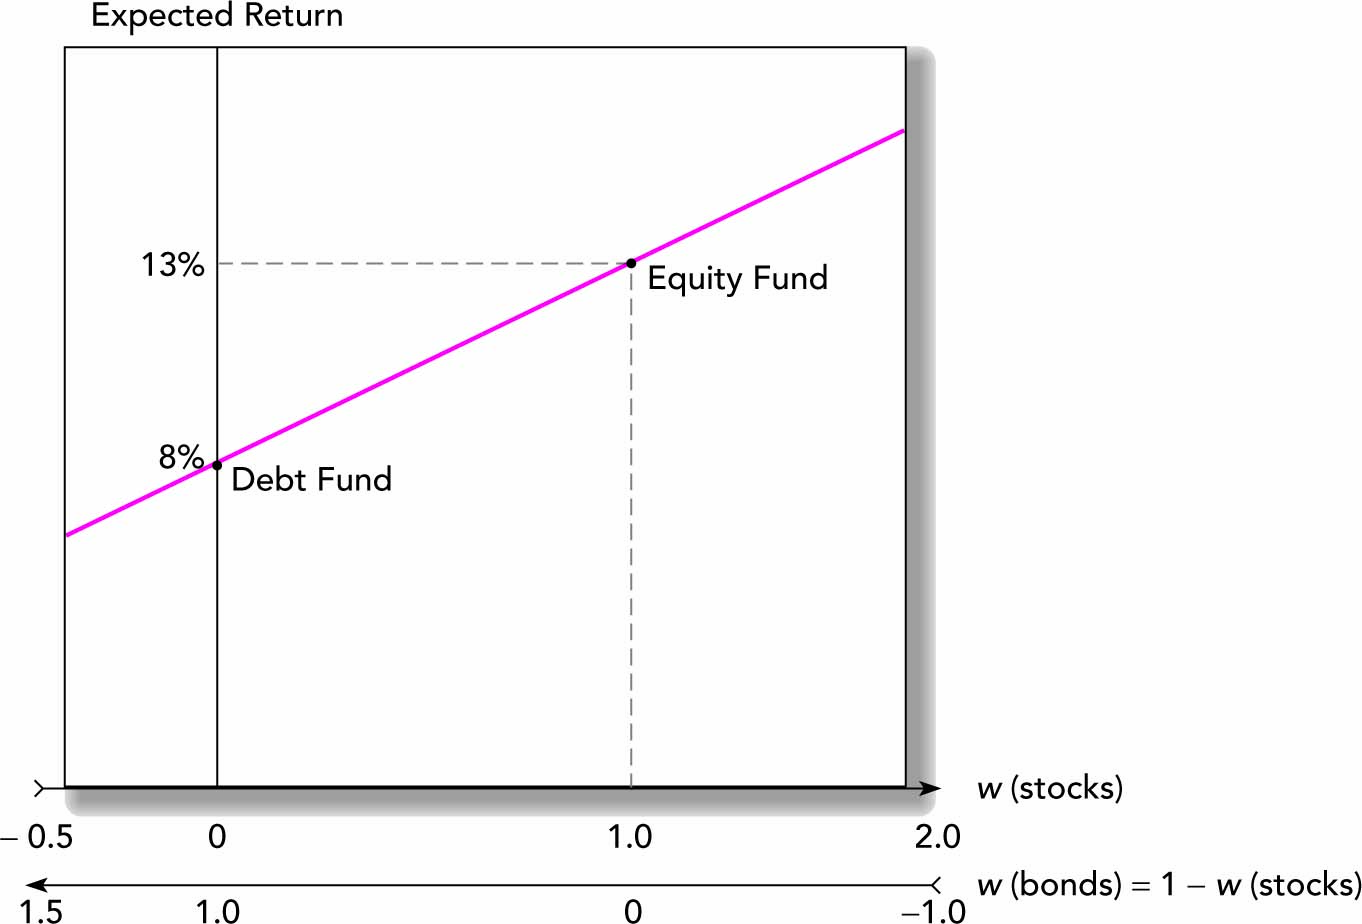 Expected Return
13%
Equity Fund
8%
Debt Fund
w (stocks)
– 0.5 0 1.0 2.0
w (bonds) = 1 – w (stocks)
1.5 1.0 0 –1.0